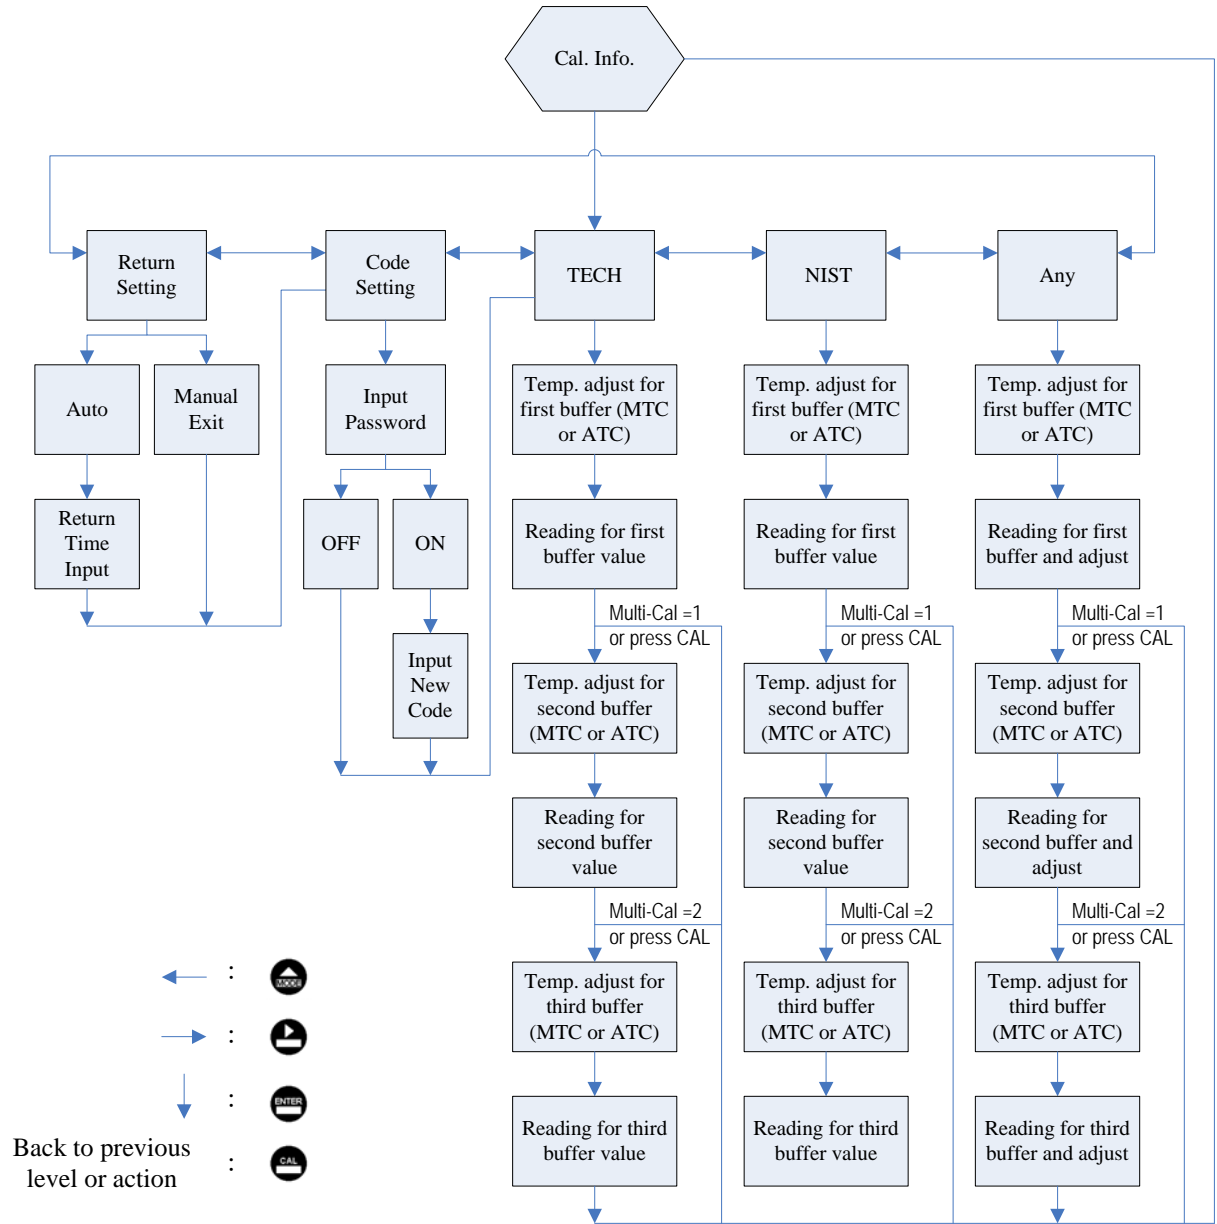 Cal. Info.
Return
Setting
Code
Setting
TECH
NIST
Any
Auto
Manual
Exit
Input
Password
Temp. adjust for
first buffer (MTC
or ATC)
Temp. adjust for
first buffer (MTC
or ATC)
Temp. adjust for
first buffer (MTC
or ATC)
Return
Time
Input
OFF
ON
Reading for first
buffer value
Reading for first
buffer value
Reading for first
buffer and adjust
Multi-Cal =1
or press CAL
Multi-Cal =1
or press CAL
Multi-Cal =1
or press CAL
Input
New
Code
Temp. adjust for
second buffer
(MTC or ATC)
Temp. adjust for
second buffer
(MTC or ATC)
Temp. adjust for
second buffer
(MTC or ATC)
Reading for
second buffer
value
Reading for
second buffer
value
Reading for
second buffer and
adjust
Multi-Cal =2
or press CAL
Multi-Cal =2
or press CAL
Multi-Cal =2
or press CAL
Temp. adjust for
third buffer
(MTC or ATC)
Temp. adjust for
third buffer
(MTC or ATC)
Temp. adjust for
third buffer
(MTC or ATC)
Reading for third
buffer value
Reading for third
buffer value
Reading for third
buffer and adjust
: MODE
:
: ENTER
Back to previous
level or action : CAL